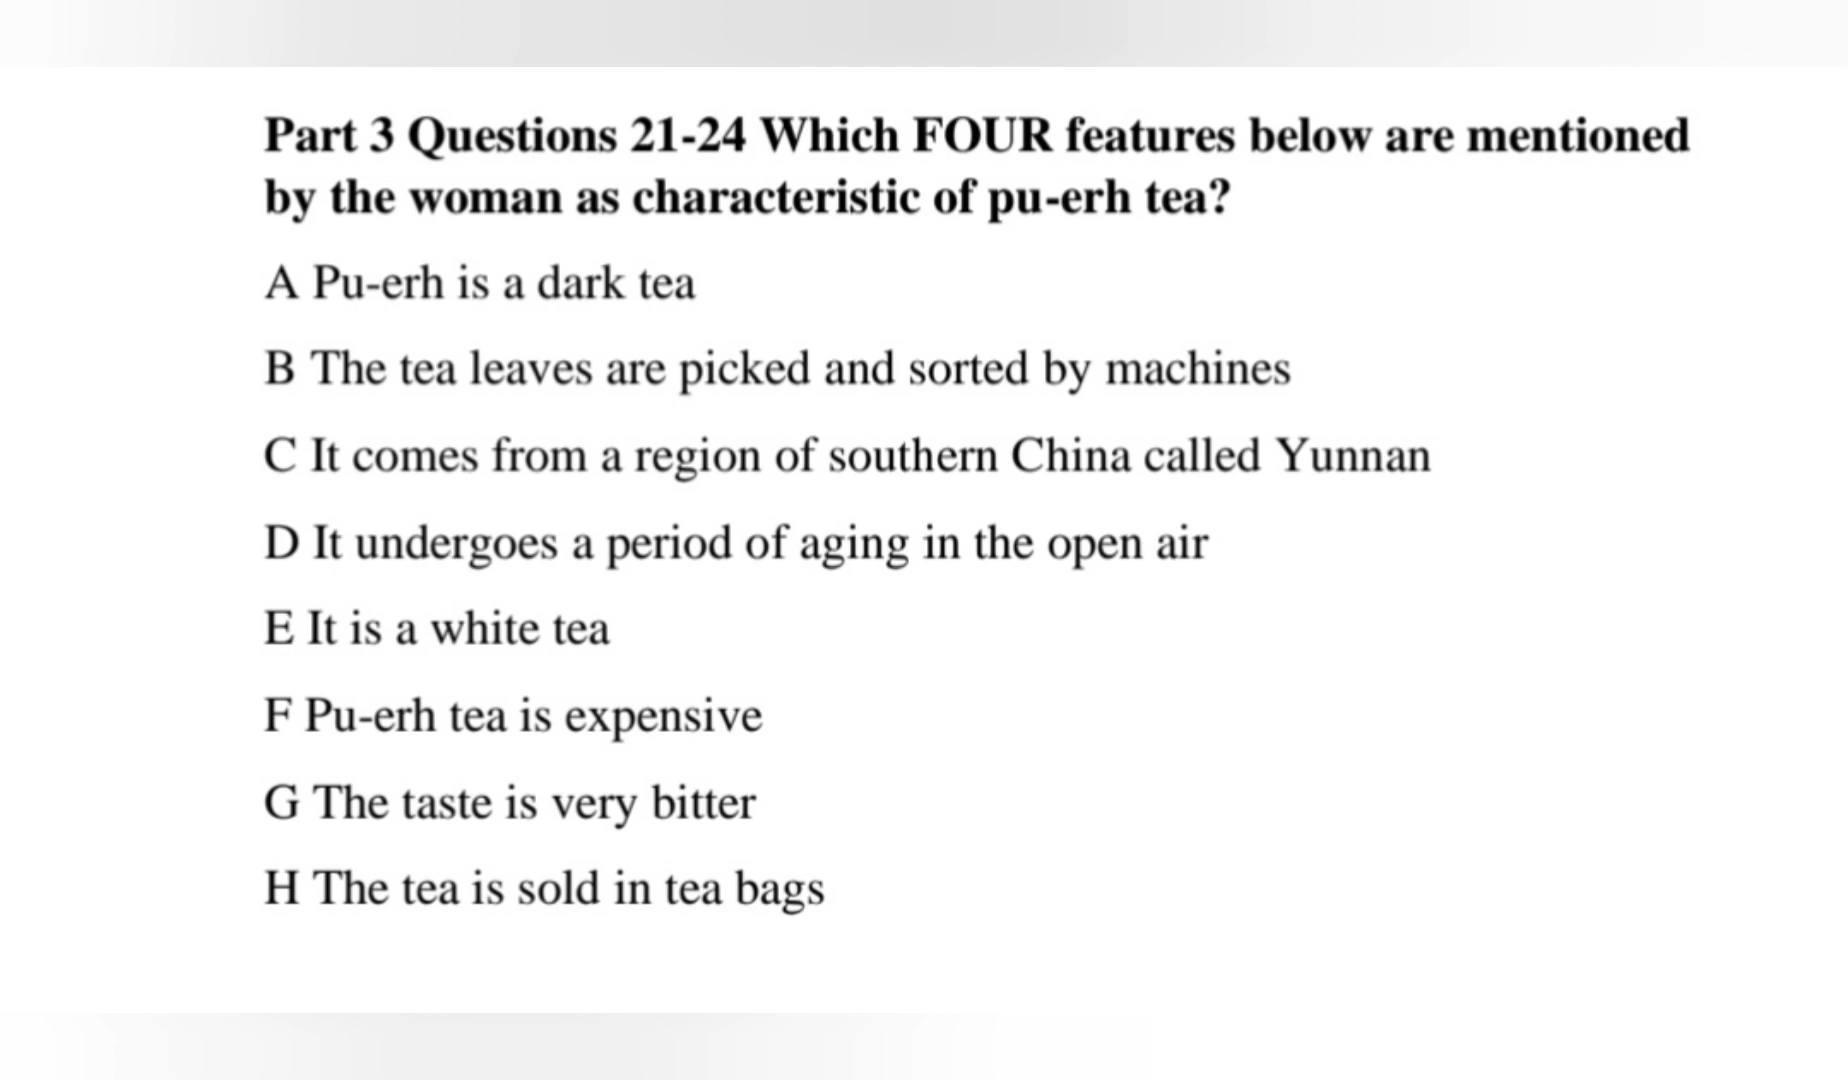 Part 3 Questions 21-24 Which FOUR features below are mentioned
by the woman as characteristic of pu-erh tea?
A Pu-erh is a dark tea
B The tea leaves are picked and sorted by machines
C It comes from a region of southern China called Yunnan
D It undergoes a period of aging in the open air
E It is a white tea
F Pu-erh tea is expensive
G The taste is very bitter
H The tea is sold in tea bags